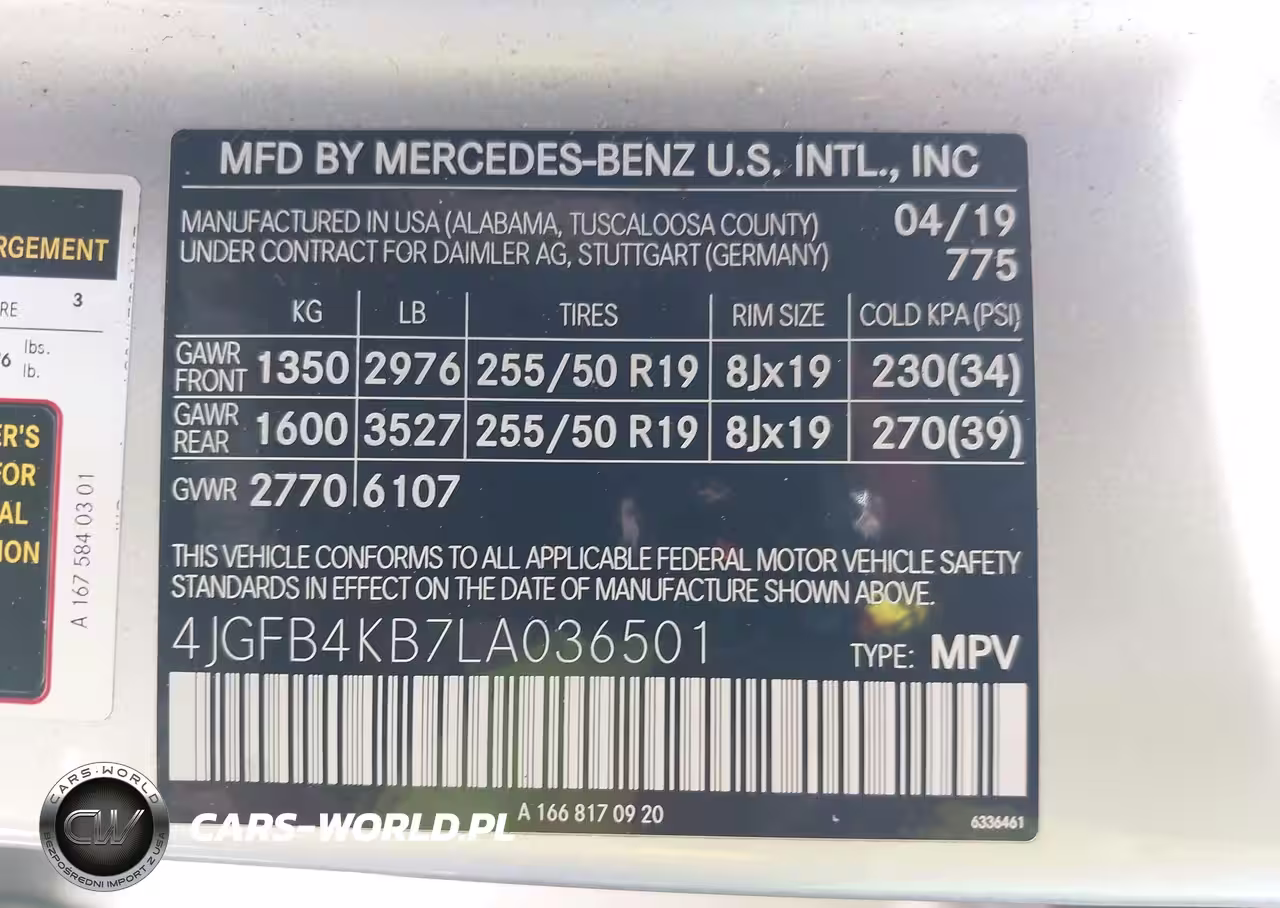 MFD BY MERCEDES-BENZ U.S. INTL., INC
MANUFACTURED IN USA (ALABAMA, TUSCALOOSA COUNTY) 04/19
UNDER CONTRACT FOR DAIMLER AG, STUTTGART (GERMANY) 775
KG LB TIRES RIM SIZE COLD KPA (PSI)
GAWR FRONT 1350 2976 255/50 R19 8Jx19 230(34)
GAWR REAR 1600 3527 255/50 R19 8Jx19 270(39)
GVWR 2770 6107
THIS VEHICLE CONFORMS TO ALL APPLICABLE FEDERAL MOTOR VEHICLE SAFETY
STANDARDS IN EFFECT ON THE DATE OF MANUFACTURE SHOWN ABOVE.
4JGFB4KB7LA036501 TYPE: MPV
A 166 817 09 20
6336461
RGEMENT
RE 3
6 lbs.
lb.
ER'S
FOR
AL
ION
A 167 584 03 01
CARS-WORLD
CW
BEZPOŚREDNI IMPORT Z USA
CARS-WORLD.PL